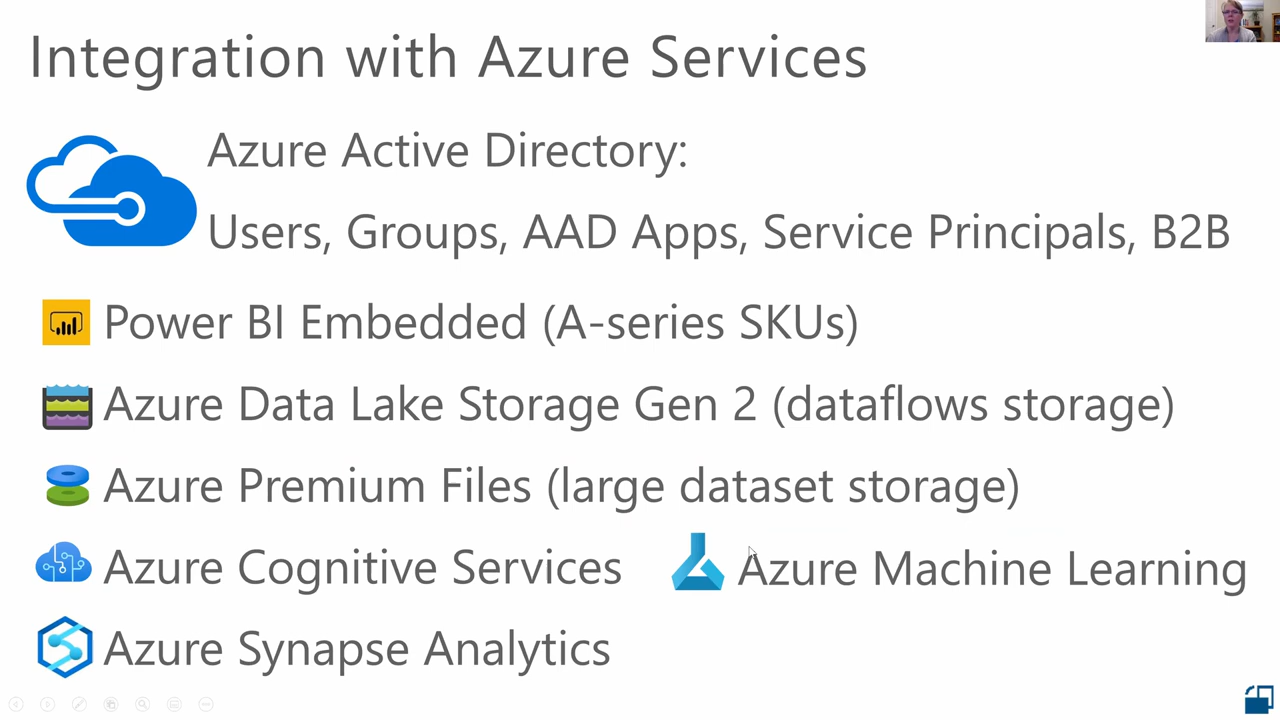 Integration with Azure Services
Azure Active Directory:
Users, Groups, AAD Apps, Service Principals, B2B
Power BI Embedded (A-series SKUs)
Azure Data Lake Storage Gen 2 (dataflows storage)
Azure Premium Files (large dataset storage)
Azure Cognitive Services
Azure Machine Learning
Azure Synapse Analytics